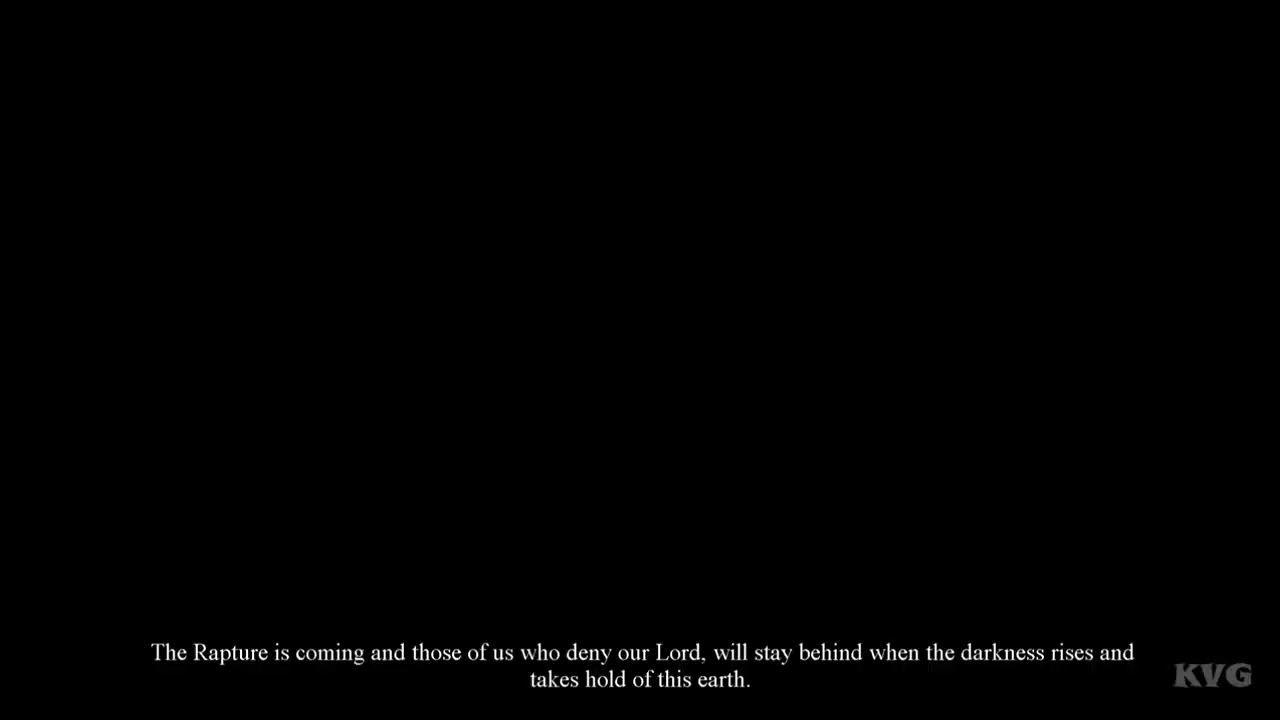 The Rapture is coming and those of us who deny our Lord, will stay behind when the darkness rises and
takes hold of this earth.
KVG